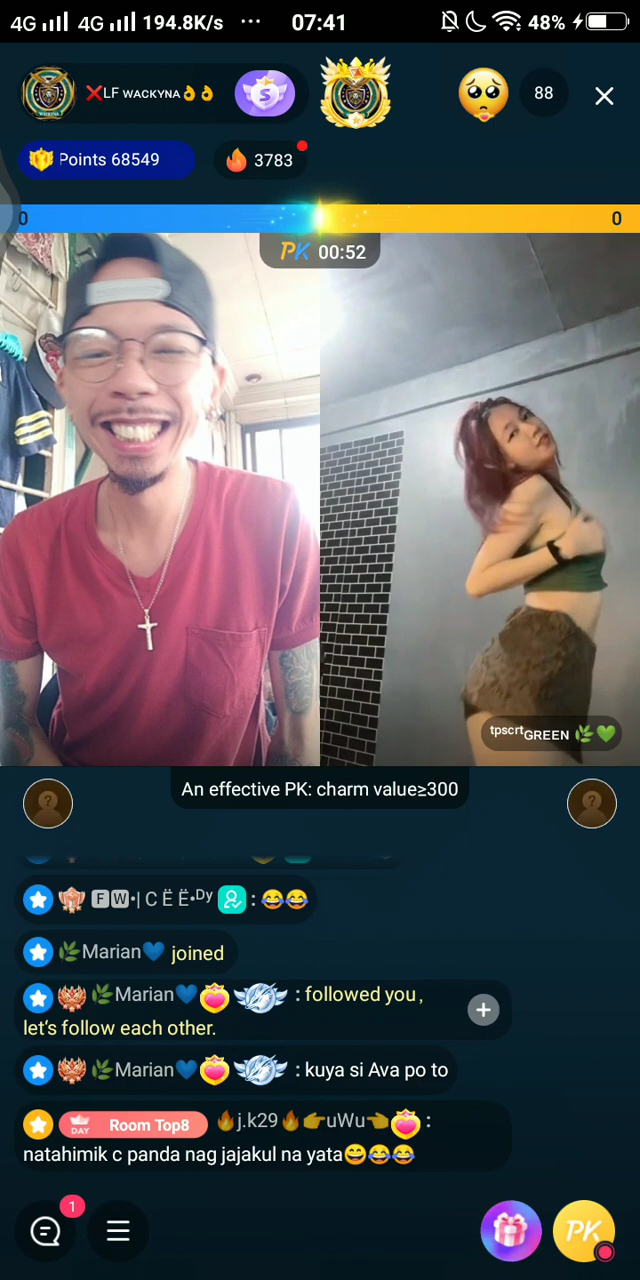 4G 4G 194.8K/s ··· 07:41 48%
❌LF ᴡᴀᴄᴋʏɴᴀ👌👌 S 88
Points 68549 3783
0 0
PK 00:52
ᵗᵖˢᶜʳᵗGREEN 🌿💚
An effective PK: charm value≥300
🅵🆆•| C Ë Ë•ᴰʸ : 😂😂
🌿Marian💙 joined
🌿Marian💙 : followed you,
let's follow each other.
🌿Marian💙 : kuya si Ava po to
DAY Room Top8 🔥j.k29🔥👉uWu👈 :
natahimik c panda nag jajakul na yata😄😂😂
1
PK